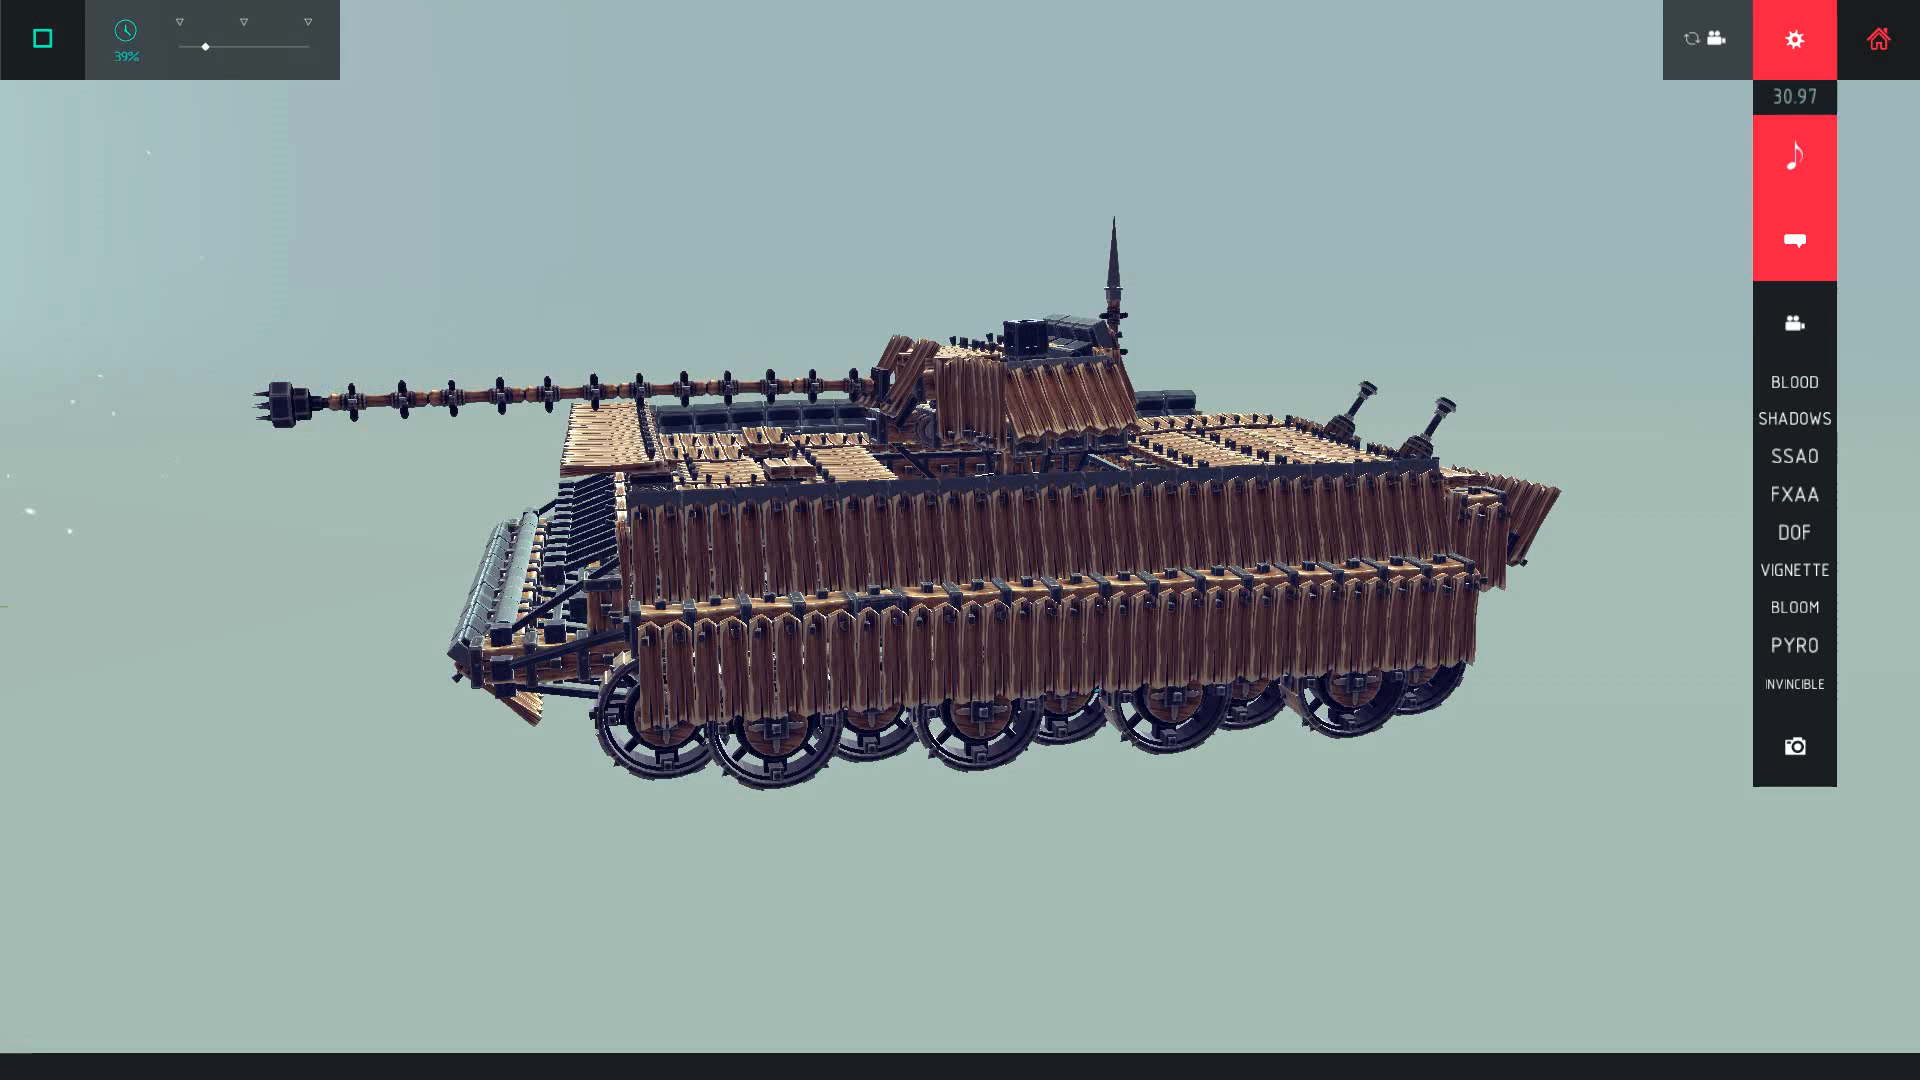 39%
30.97
BLOOD
SHADOWS
SSAO
FXAA
DOF
VIGNETTE
BLOOM
PYRO
INVINCIBLE